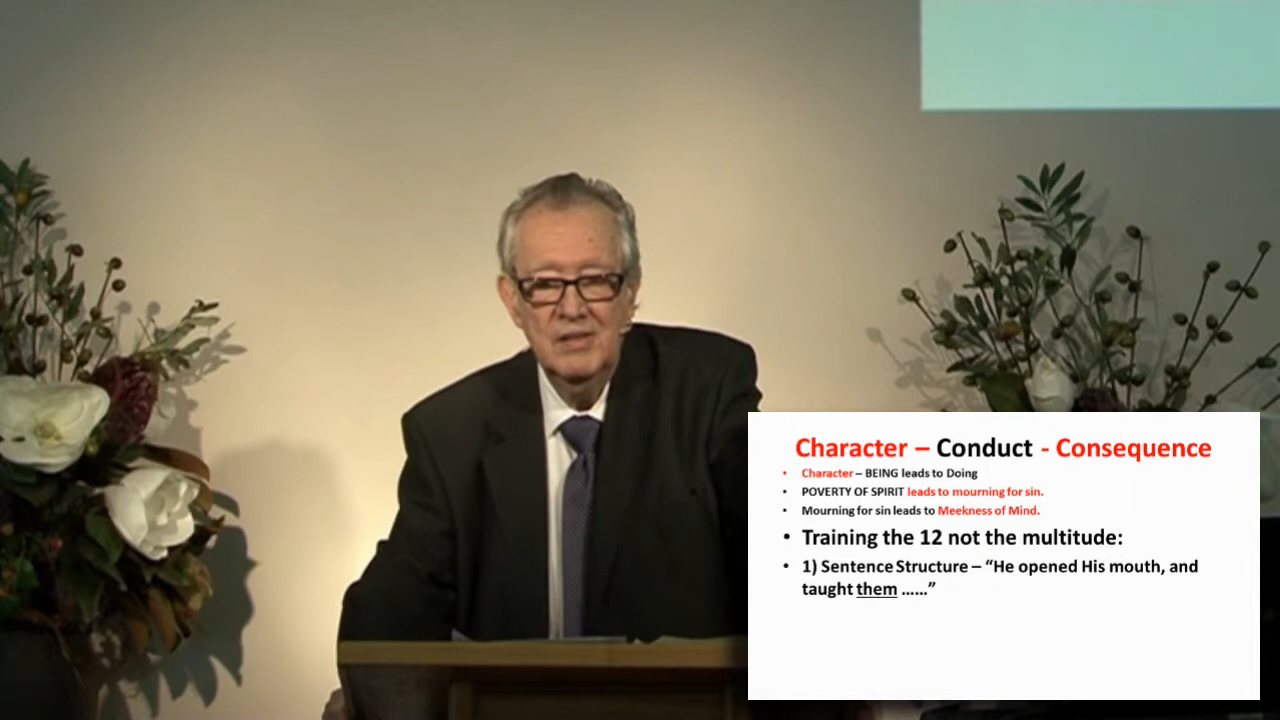 Character – Conduct - Consequence
• Character – BEING leads to Doing
• POVERTY OF SPIRIT leads to mourning for sin.
• Mourning for sin leads to Meekness of Mind.
• Training the 12 not the multitude:
• 1) Sentence Structure – “He opened His mouth, and
taught them ……”